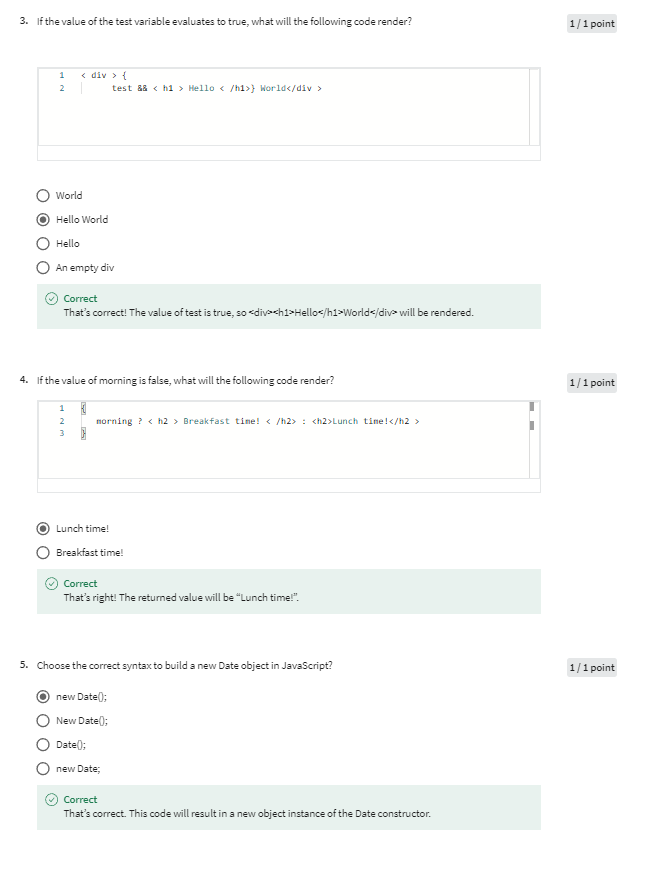 3. If the value of the test variable evaluates to true, what will the following code render?
1 / 1 point
1 < div > {
2 test && < h1 > Hello < /h1>} World</div >
World
Hello World
Hello
An empty div
Correct
That's correct! The value of test is true, so <div><h1>Hello</h1>World</div> will be rendered.
4. If the value of morning is false, what will the following code render?
1 / 1 point
1 {
2 morning ? < h2 > Breakfast time! < /h2> : <h2>Lunch time!</h2 >
3 }
Lunch time!
Breakfast time!
Correct
That's right! The returned value will be "Lunch time!".
5. Choose the correct syntax to build a new Date object in JavaScript?
1 / 1 point
new Date();
New Date();
Date();
new Date;
Correct
That's correct. This code will result in a new object instance of the Date constructor.